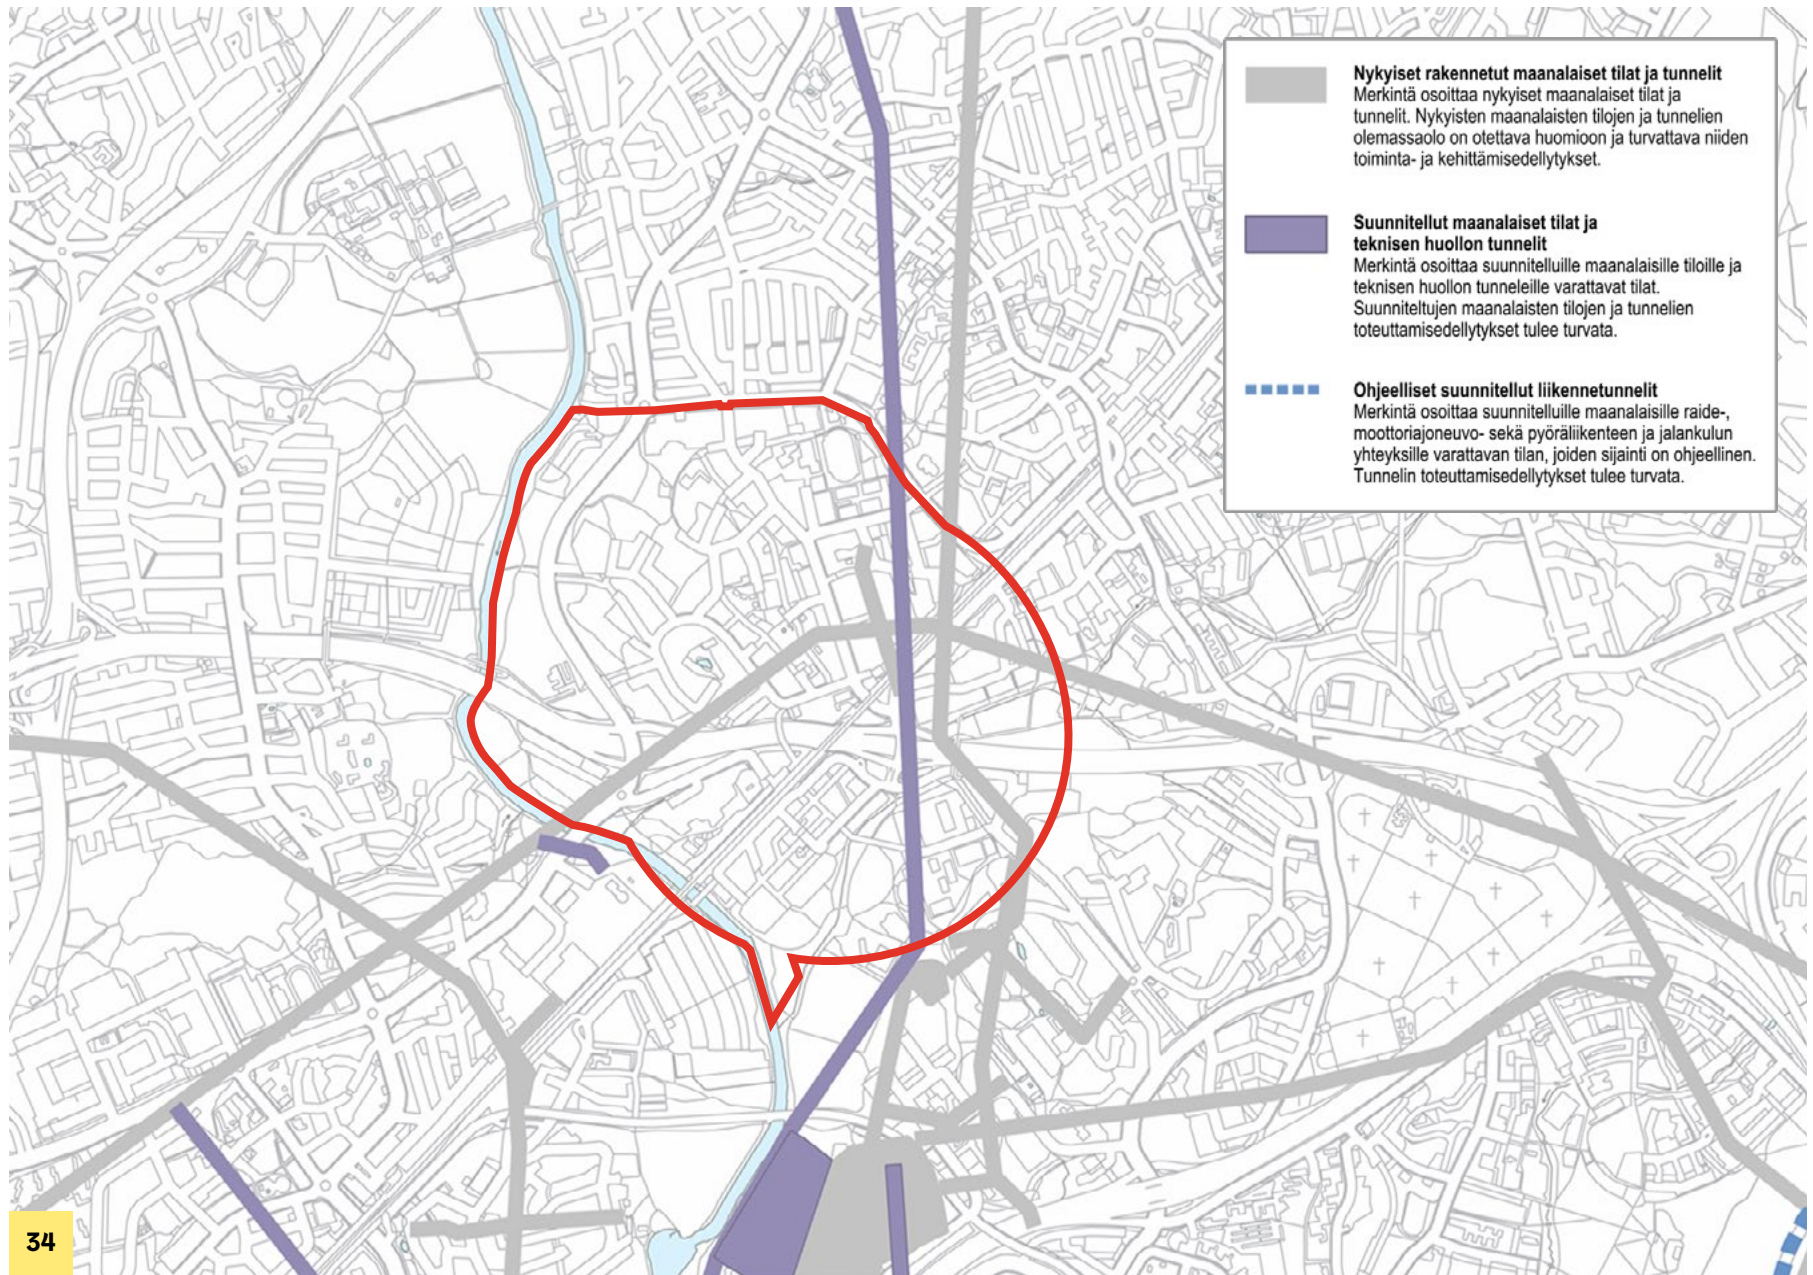 Nykyiset rakennetut maanalaiset tilat ja tunnelit
Merkintä osoittaa nykyiset maanalaiset tilat ja
tunnelit. Nykyisten maanalaisten tilojen ja tunnelien
olemassaolo on otettava huomioon ja turvattava niiden
toiminta- ja kehittämisedellytykset.
Suunnitellut maanalaiset tilat ja
teknisen huollon tunnelit
Merkintä osoittaa suunnitelluille maanalaisille tiloille ja
teknisen huollon tunneleille varattavat tilat.
Suunniteltujen maanalaisten tilojen ja tunnelien
toteuttamisedellytykset tulee turvata.
Ohjeelliset suunnitellut liikennetunnelit
Merkintä osoittaa suunnitelluille maanalaisille raide-,
moottoriajoneuvo- sekä pyöräliikenteen ja jalankulun
yhteyksille varattavan tilan, joiden sijainti on ohjeellinen.
Tunnelin toteuttamisedellytykset tulee turvata.
34